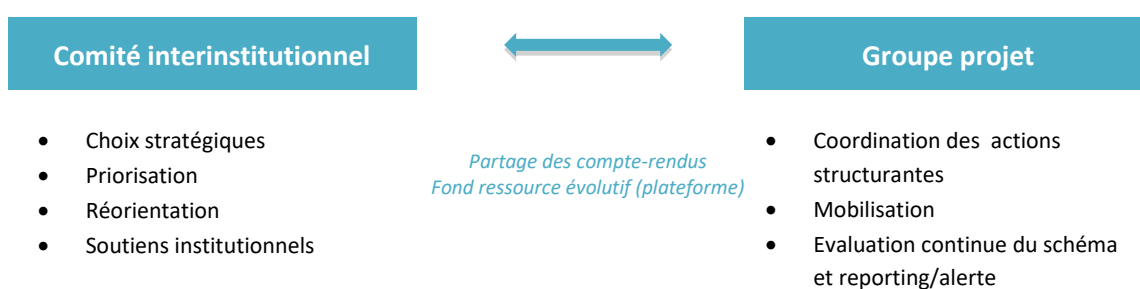 Comité interinstitutionnel
Groupe projet
• Choix stratégiques
• Priorisation
• Réorientation
• Soutiens institutionnels
Partage des compte-rendus
Fond ressource évolutif (plateforme)
• Coordination des actions
structurantes
• Mobilisation
• Evaluation continue du schéma
et reporting/alerte